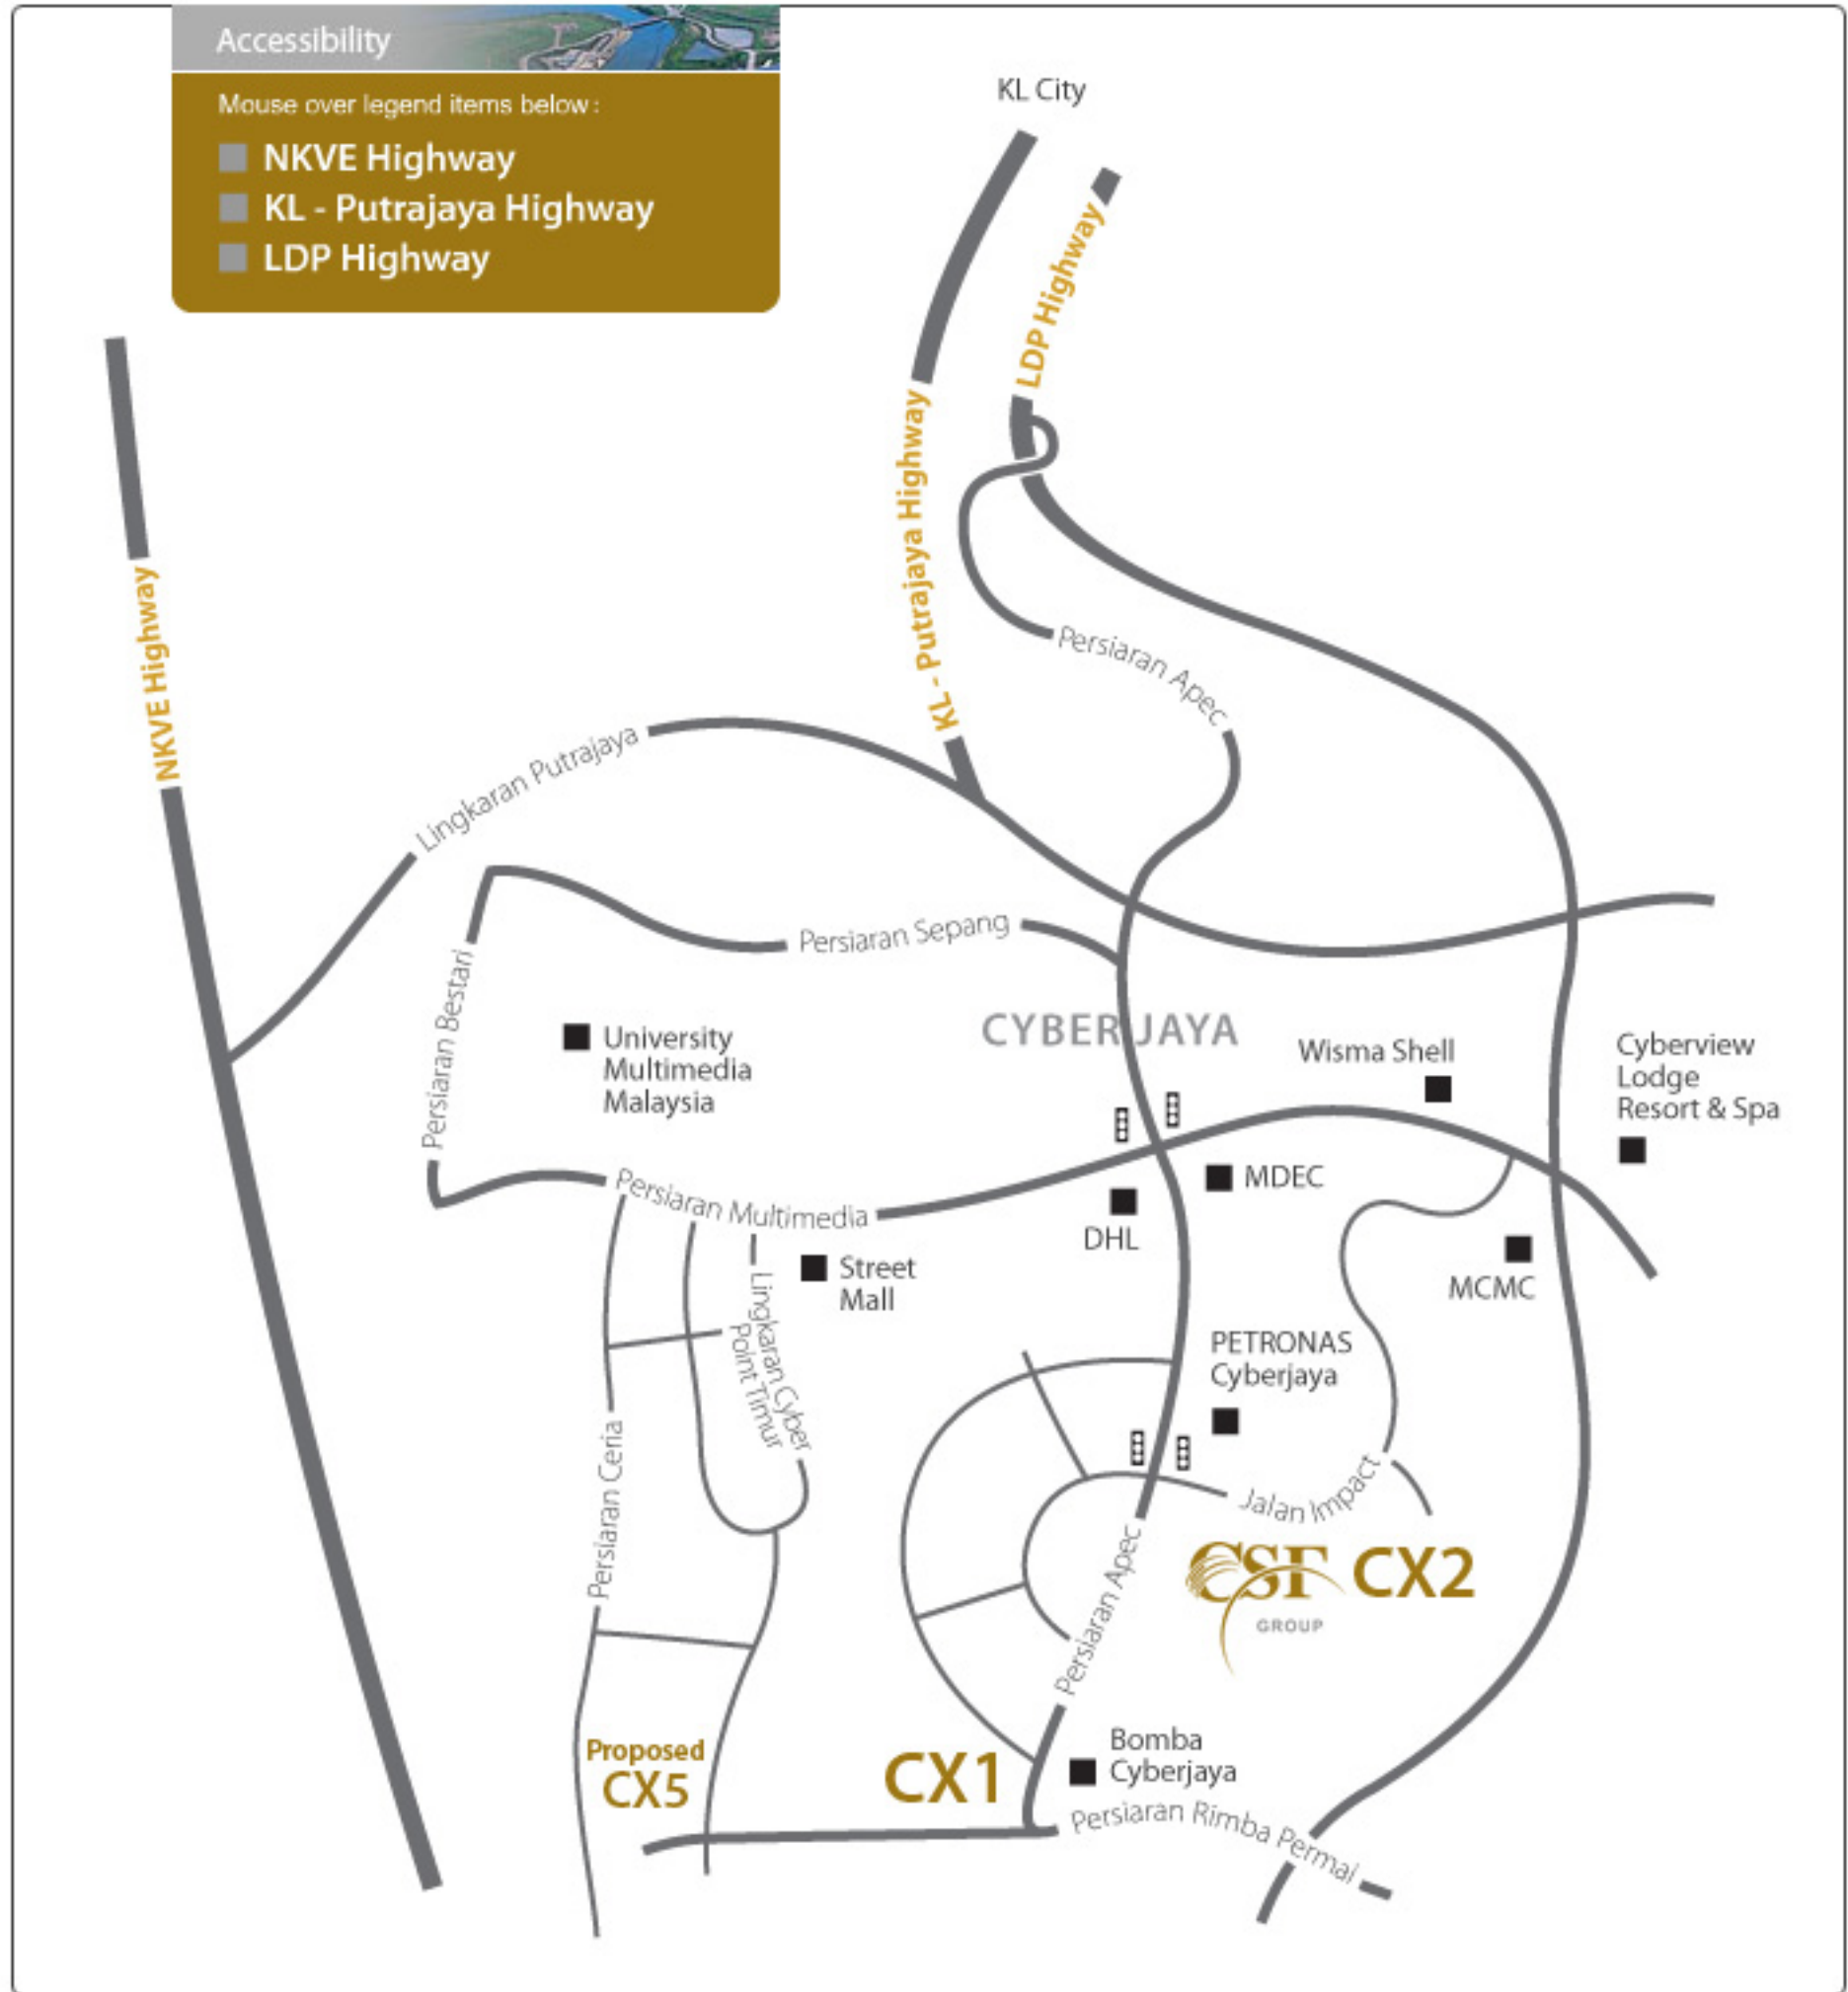 Accessibility
Mouse over legend items below :
NKVE Highway
KL - Putrajaya Highway
LDP Highway
KL City
LDP Highway
KL - Putrajaya Highway
NKVE Highway
Persiaran Apec
Lingkaran Putrajaya
Persiaran Sepang
Persiaran Bestari
CYBERJAYA
University
Multimedia
Malaysia
Wisma Shell
Cyberview
Lodge
Resort & Spa
MDEC
DHL
Persiaran Multimedia
MCMC
Street
Mall
Lingkaran Cyber
Point Timur
PETRONAS
Cyberjaya
Persiaran Ceria
Jalan Impact
Persiaran Apec
CSF
GROUP
CX2
Proposed
CX5
CX1
Bomba
Cyberjaya
Persiaran Rimba Permai